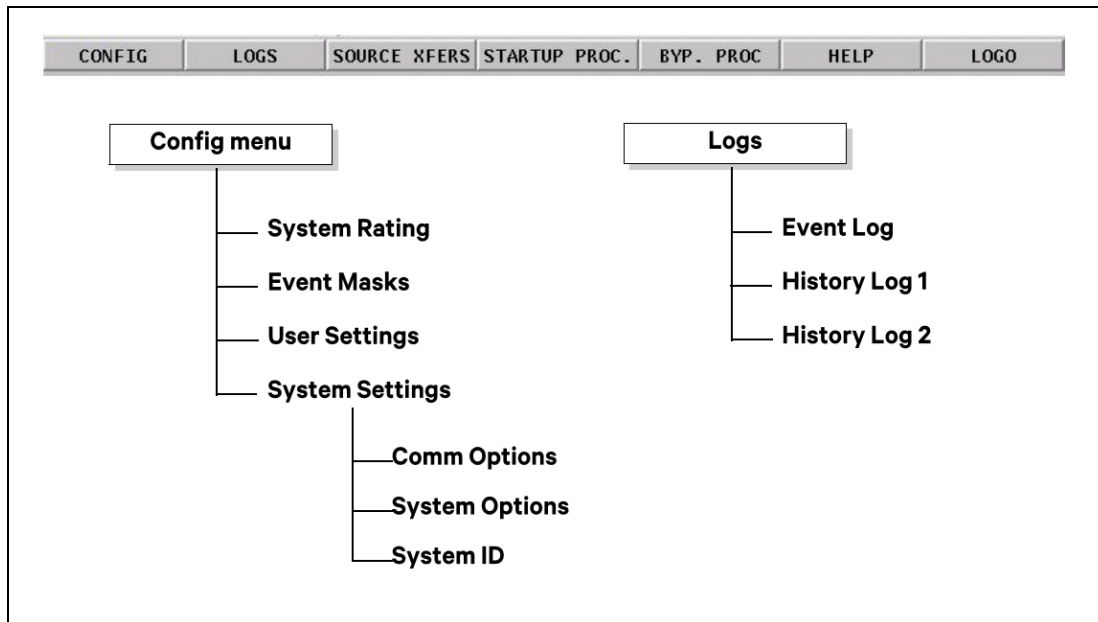 CONFIG LOGS SOURCE XFERS STARTUP PROC. BYP. PROC HELP LOGO
Config menu
System Rating
Event Masks
User Settings
System Settings
Comm Options
System Options
System ID
Logs
Event Log
History Log 1
History Log 2